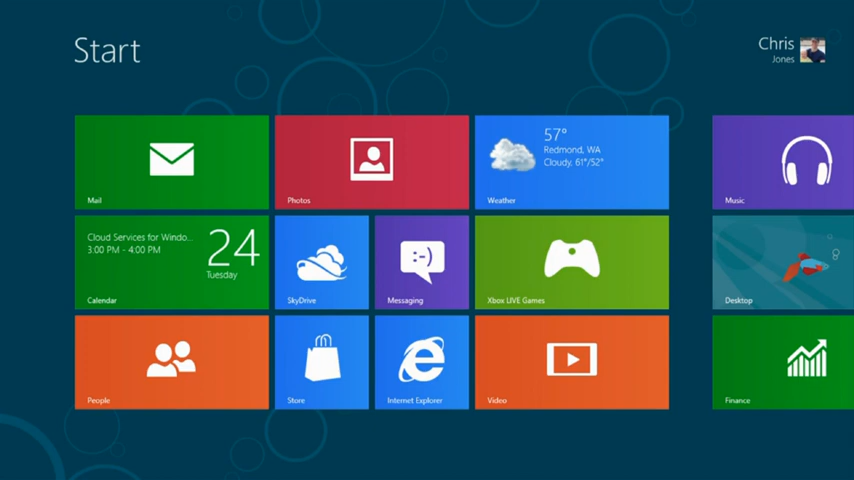 Start
Chris
Jones
Mail
Photos
57°
Redmond, WA
Cloudy. 61°/52°
Weather
Music
Cloud Services for Windo...
3:00 PM - 4:00 PM
24
Tuesday
Calendar
SkyDrive
:-)
Messaging
Xbox LIVE Games
Desktop
People
Store
Internet Explorer
Video
Finance